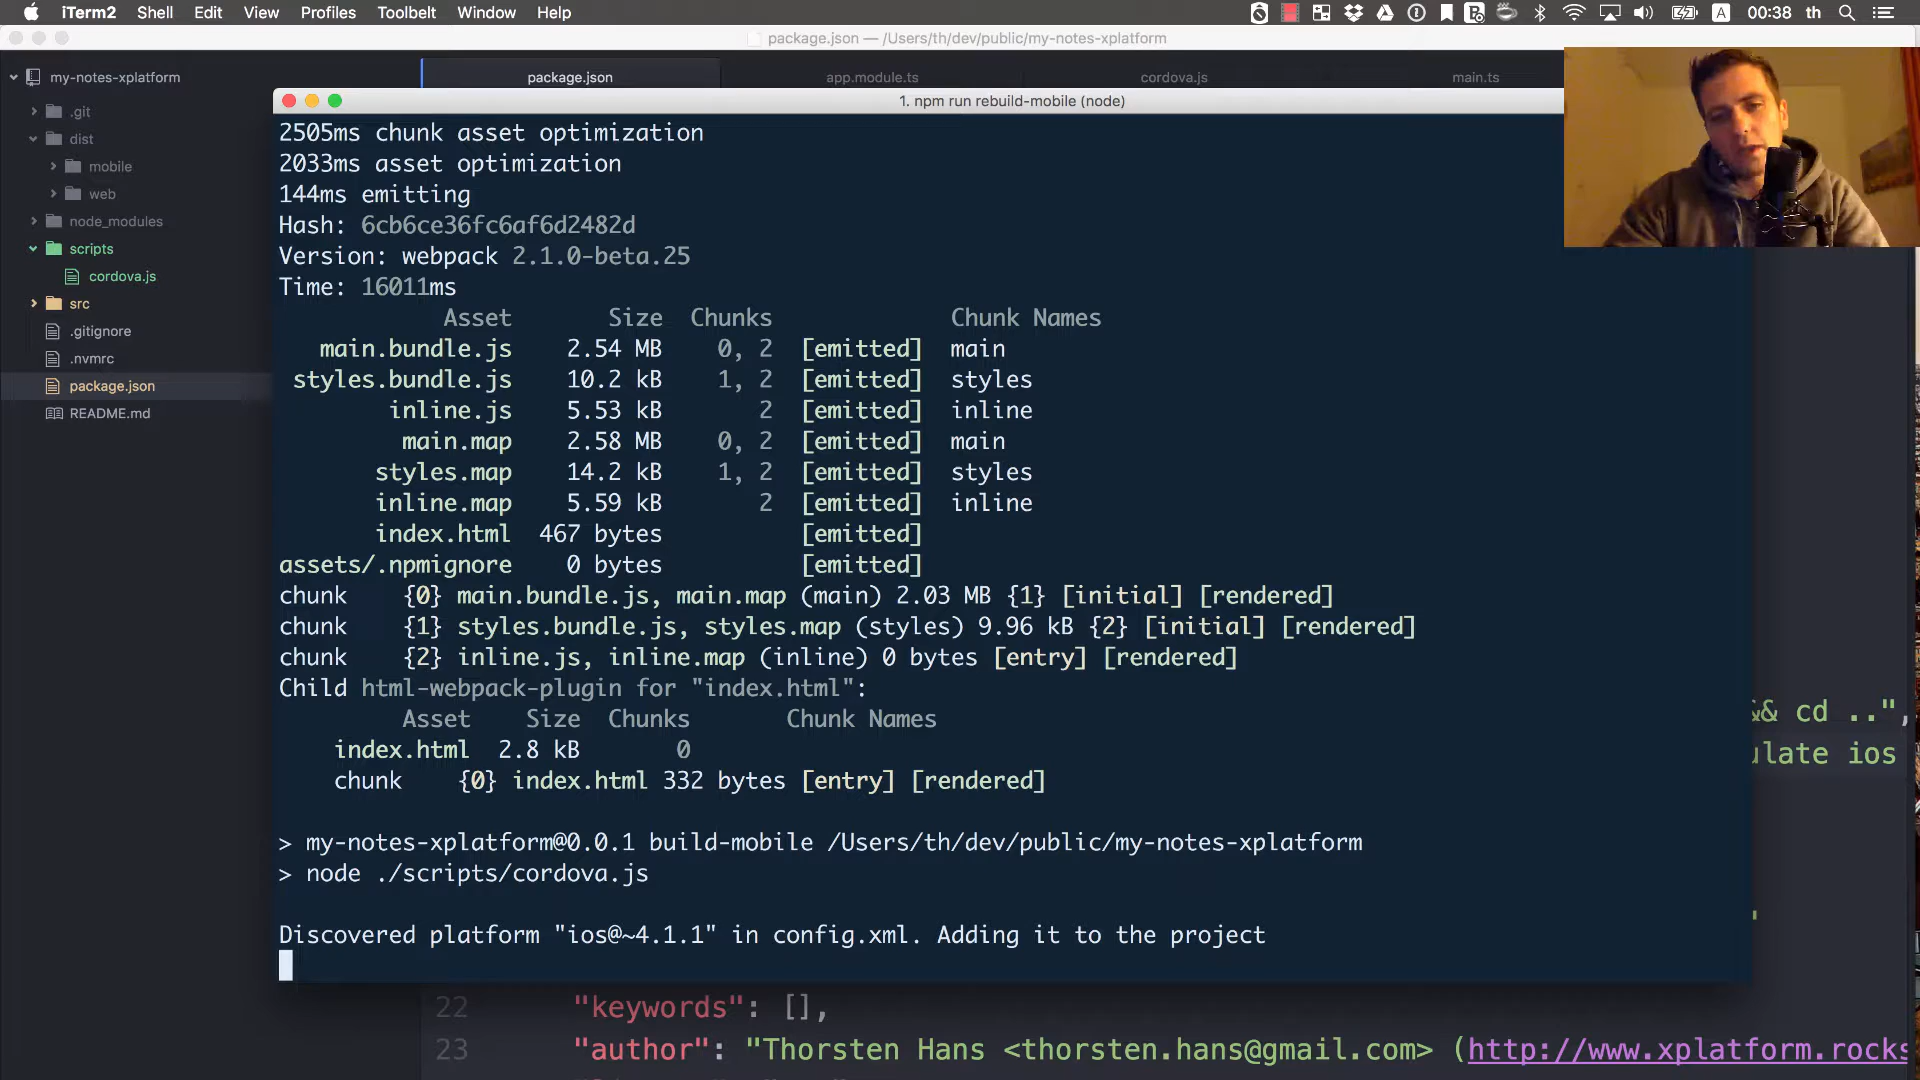 iTerm2 Shell Edit View Profiles Toolbelt Window Help A 00:38 th
package.json — /Users/th/dev/public/my-notes-xplatform
my-notes-xplatform package.json app.module.ts cordova.js main.ts
.git
dist
mobile
web
node_modules
scripts
cordova.js
src
.gitignore
.nvmrc
package.json
README.md
1. npm run rebuild-mobile (node)
2505ms chunk asset optimization
2033ms asset optimization
144ms emitting
Hash: 6cb6ce36fc6af6d2482d
Version: webpack 2.1.0-beta.25
Time: 16011ms
Asset Size Chunks Chunk Names
main.bundle.js 2.54 MB 0, 2 [emitted] main
styles.bundle.js 10.2 kB 1, 2 [emitted] styles
inline.js 5.53 kB 2 [emitted] inline
main.map 2.58 MB 0, 2 [emitted] main
styles.map 14.2 kB 1, 2 [emitted] styles
inline.map 5.59 kB 2 [emitted] inline
index.html 467 bytes [emitted]
assets/.npmignore 0 bytes [emitted]
chunk {0} main.bundle.js, main.map (main) 2.03 MB {1} [initial] [rendered]
chunk {1} styles.bundle.js, styles.map (styles) 9.96 kB {2} [initial] [rendered]
chunk {2} inline.js, inline.map (inline) 0 bytes [entry] [rendered]
Child html-webpack-plugin for "index.html":
Asset Size Chunks Chunk Names
index.html 2.8 kB 0
chunk {0} index.html 332 bytes [entry] [rendered]
> my-notes-xplatform@0.0.1 build-mobile /Users/th/dev/public/my-notes-xplatform
> node ./scripts/cordova.js
Discovered platform "ios@~4.1.1" in config.xml. Adding it to the project
&& cd ..",
ulate ios
"
22 "keywords": [],
23 "author": "Thorsten Hans <thorsten.hans@gmail.com> (http://www.xplatform.rocks